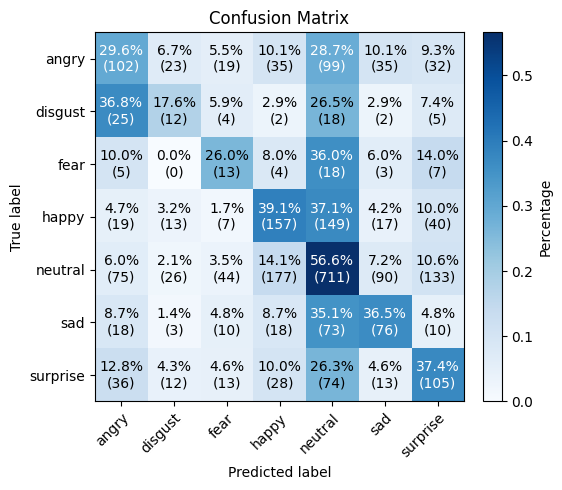 Confusion Matrix
angry 29.6% 6.7% 5.5% 10.1% 28.7% 10.1% 9.3%
(102) (23) (19) (35) (99) (35) (32)
disgust 36.8% 17.6% 5.9% 2.9% 26.5% 2.9% 7.4%
(25) (12) (4) (2) (18) (2) (5)
fear 10.0% 0.0% 26.0% 8.0% 36.0% 6.0% 14.0%
(5) (0) (13) (4) (18) (3) (7)
happy 4.7% 3.2% 1.7% 39.1% 37.1% 4.2% 10.0%
(19) (13) (7) (157) (149) (17) (40)
neutral 6.0% 2.1% 3.5% 14.1% 56.6% 7.2% 10.6%
(75) (26) (44) (177) (711) (90) (133)
sad 8.7% 1.4% 4.8% 8.7% 35.1% 36.5% 4.8%
(18) (3) (10) (18) (73) (76) (10)
surprise 12.8% 4.3% 4.6% 10.0% 26.3% 4.6% 37.4%
(36) (12) (13) (28) (74) (13) (105)
angry disgust fear happy neutral sad surprise
Predicted label
True label
0.5
0.4
0.3
0.2
0.1
0.0
Percentage